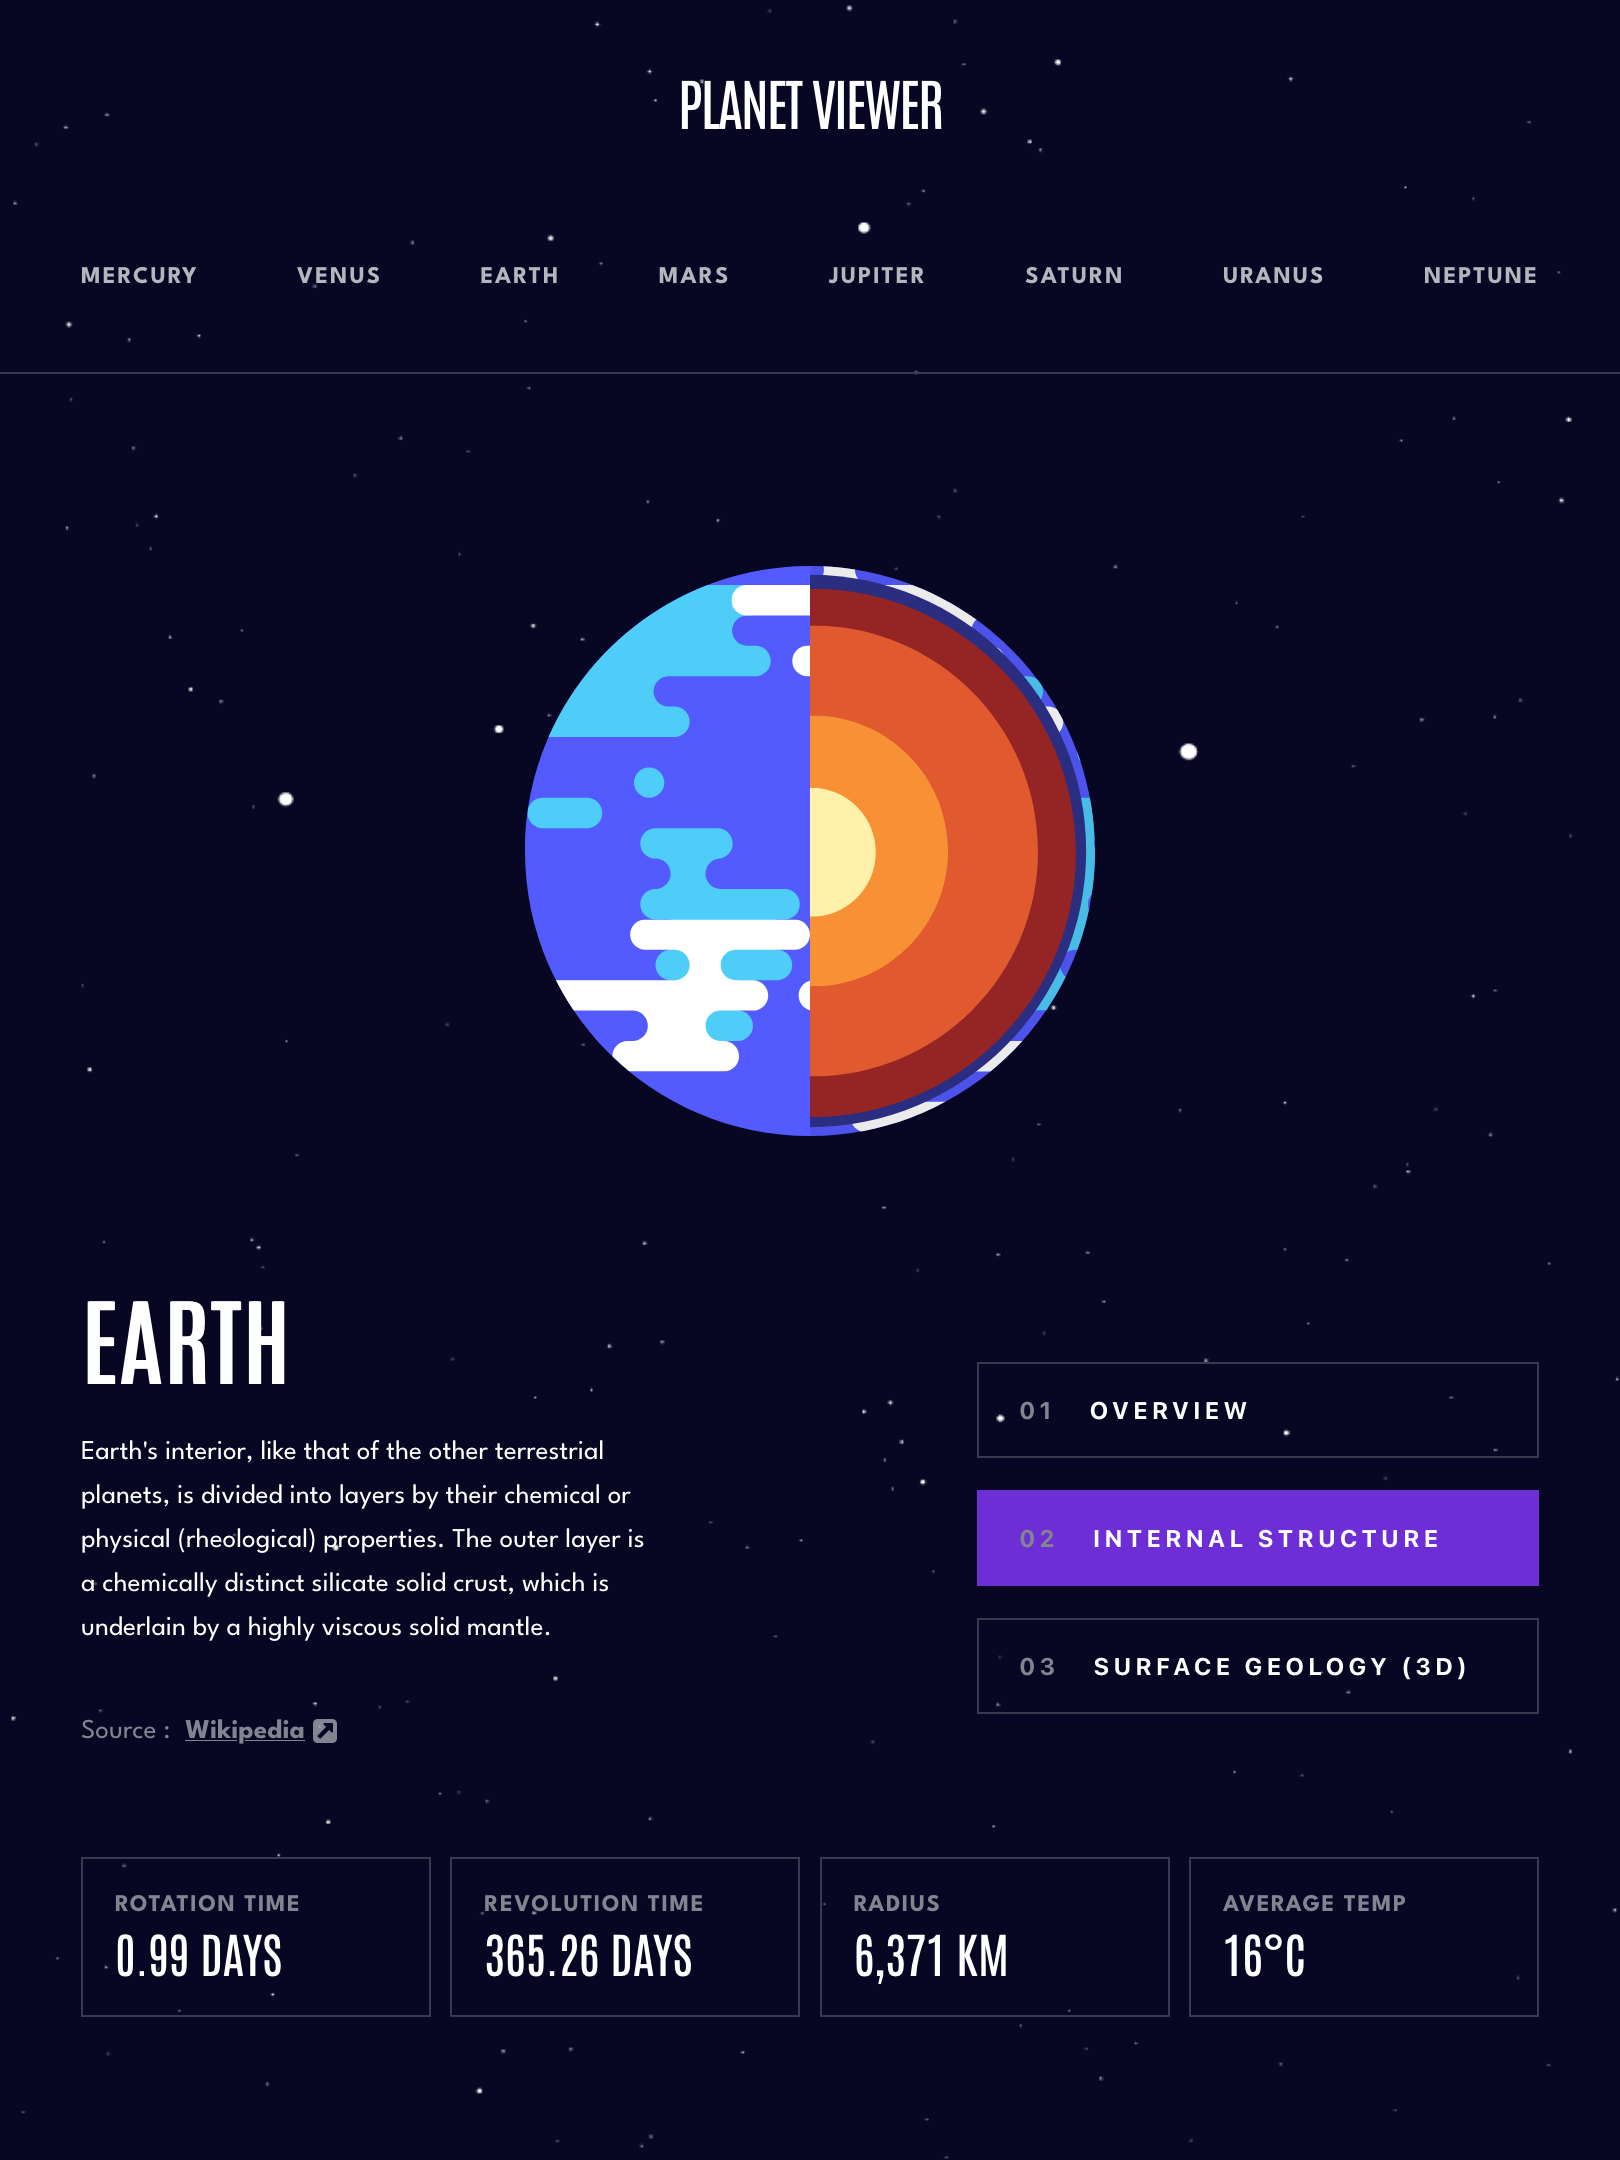 PLANET VIEWER
MERCURY VENUS EARTH MARS JUPITER SATURN URANUS NEPTUNE
EARTH
Earth's interior, like that of the other terrestrial
planets, is divided into layers by their chemical or
physical (rheological) properties. The outer layer is
a chemically distinct silicate solid crust, which is
underlain by a highly viscous solid mantle.
Source : Wikipedia
01 OVERVIEW
02 INTERNAL STRUCTURE
03 SURFACE GEOLOGY (3D)
ROTATION TIME
0.99 DAYS
REVOLUTION TIME
365.26 DAYS
RADIUS
6,371 KM
AVERAGE TEMP
16°C